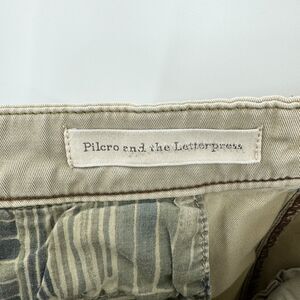 Pilcro and the Letterpress